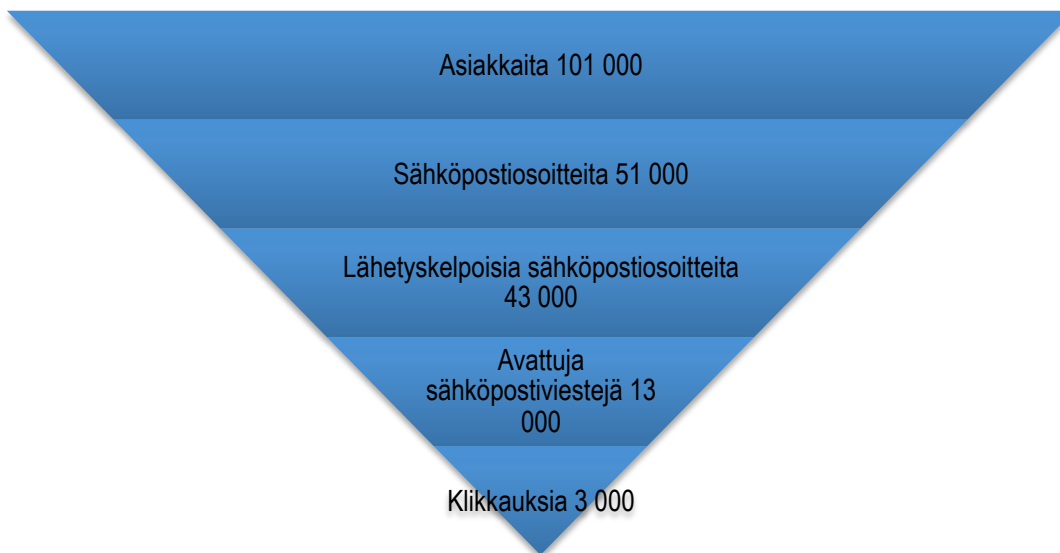 Asiakkaita 101 000
Sähköpostiosoitteita 51 000
Lähetyskelpoisia sähköpostiosoitteita
43 000
Avattuja
sähköpostiviestejä 13
000
Klikkauksia 3 000